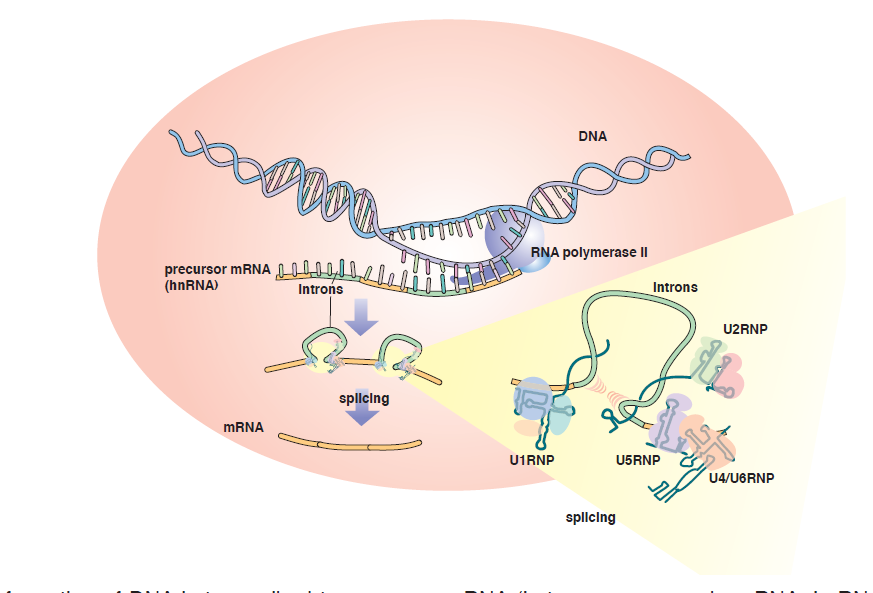 DNA
RNA polymerase II
precursor mRNA
(hnRNA)
Introns
Introns
U2RNP
splicing
mRNA
U1RNP
U5RNP
U4/U6RNP
splicing